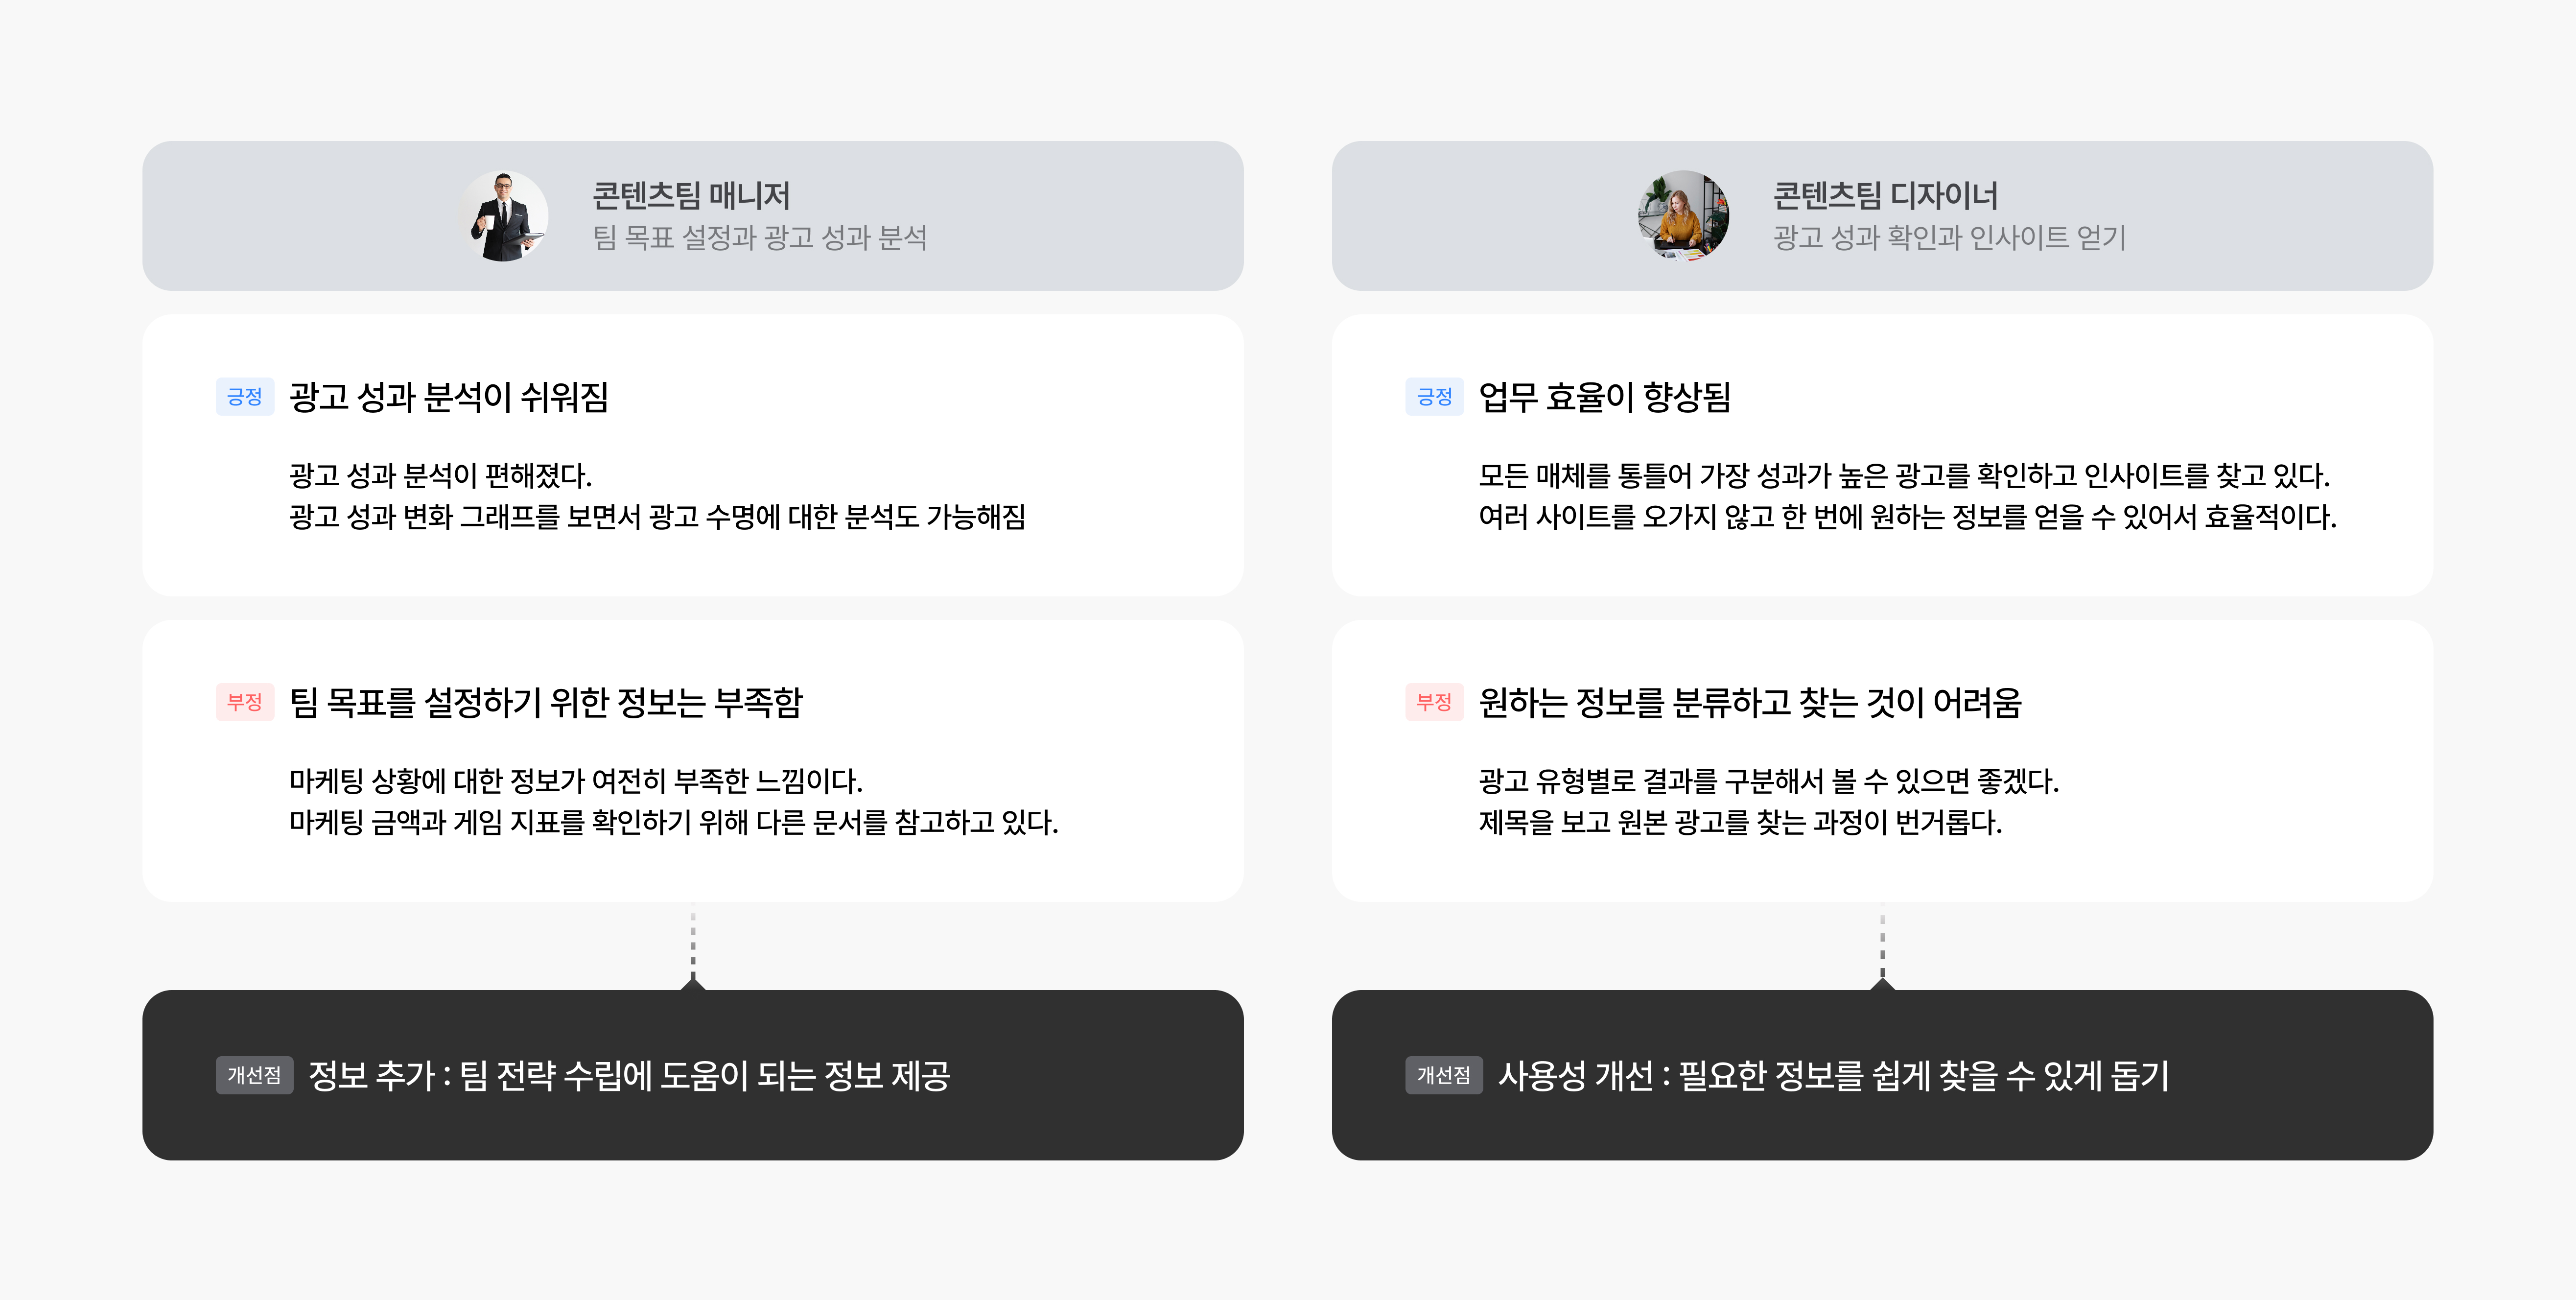 콘텐츠팀 매니저
팀 목표 설정과 광고 성과 분석
긍정 광고 성과 분석이 쉬워짐
광고 성과 분석이 편해졌다.
광고 성과 변화 그래프를 보면서 광고 수명에 대한 분석도 가능해짐
부정 팀 목표를 설정하기 위한 정보는 부족함
마케팅 상황에 대한 정보가 여전히 부족한 느낌이다.
마케팅 금액과 게임 지표를 확인하기 위해 다른 문서를 참고하고 있다.
개선점 정보 추가 : 팀 전략 수립에 도움이 되는 정보 제공
콘텐츠팀 디자이너
광고 성과 확인과 인사이트 얻기
긍정 업무 효율이 향상됨
모든 매체를 통틀어 가장 성과가 높은 광고를 확인하고 인사이트를 찾고 있다.
여러 사이트를 오가지 않고 한 번에 원하는 정보를 얻을 수 있어서 효율적이다.
부정 원하는 정보를 분류하고 찾는 것이 어려움
광고 유형별로 결과를 구분해서 볼 수 있으면 좋겠다.
제목을 보고 원본 광고를 찾는 과정이 번거롭다.
개선점 사용성 개선 : 필요한 정보를 쉽게 찾을 수 있게 돕기